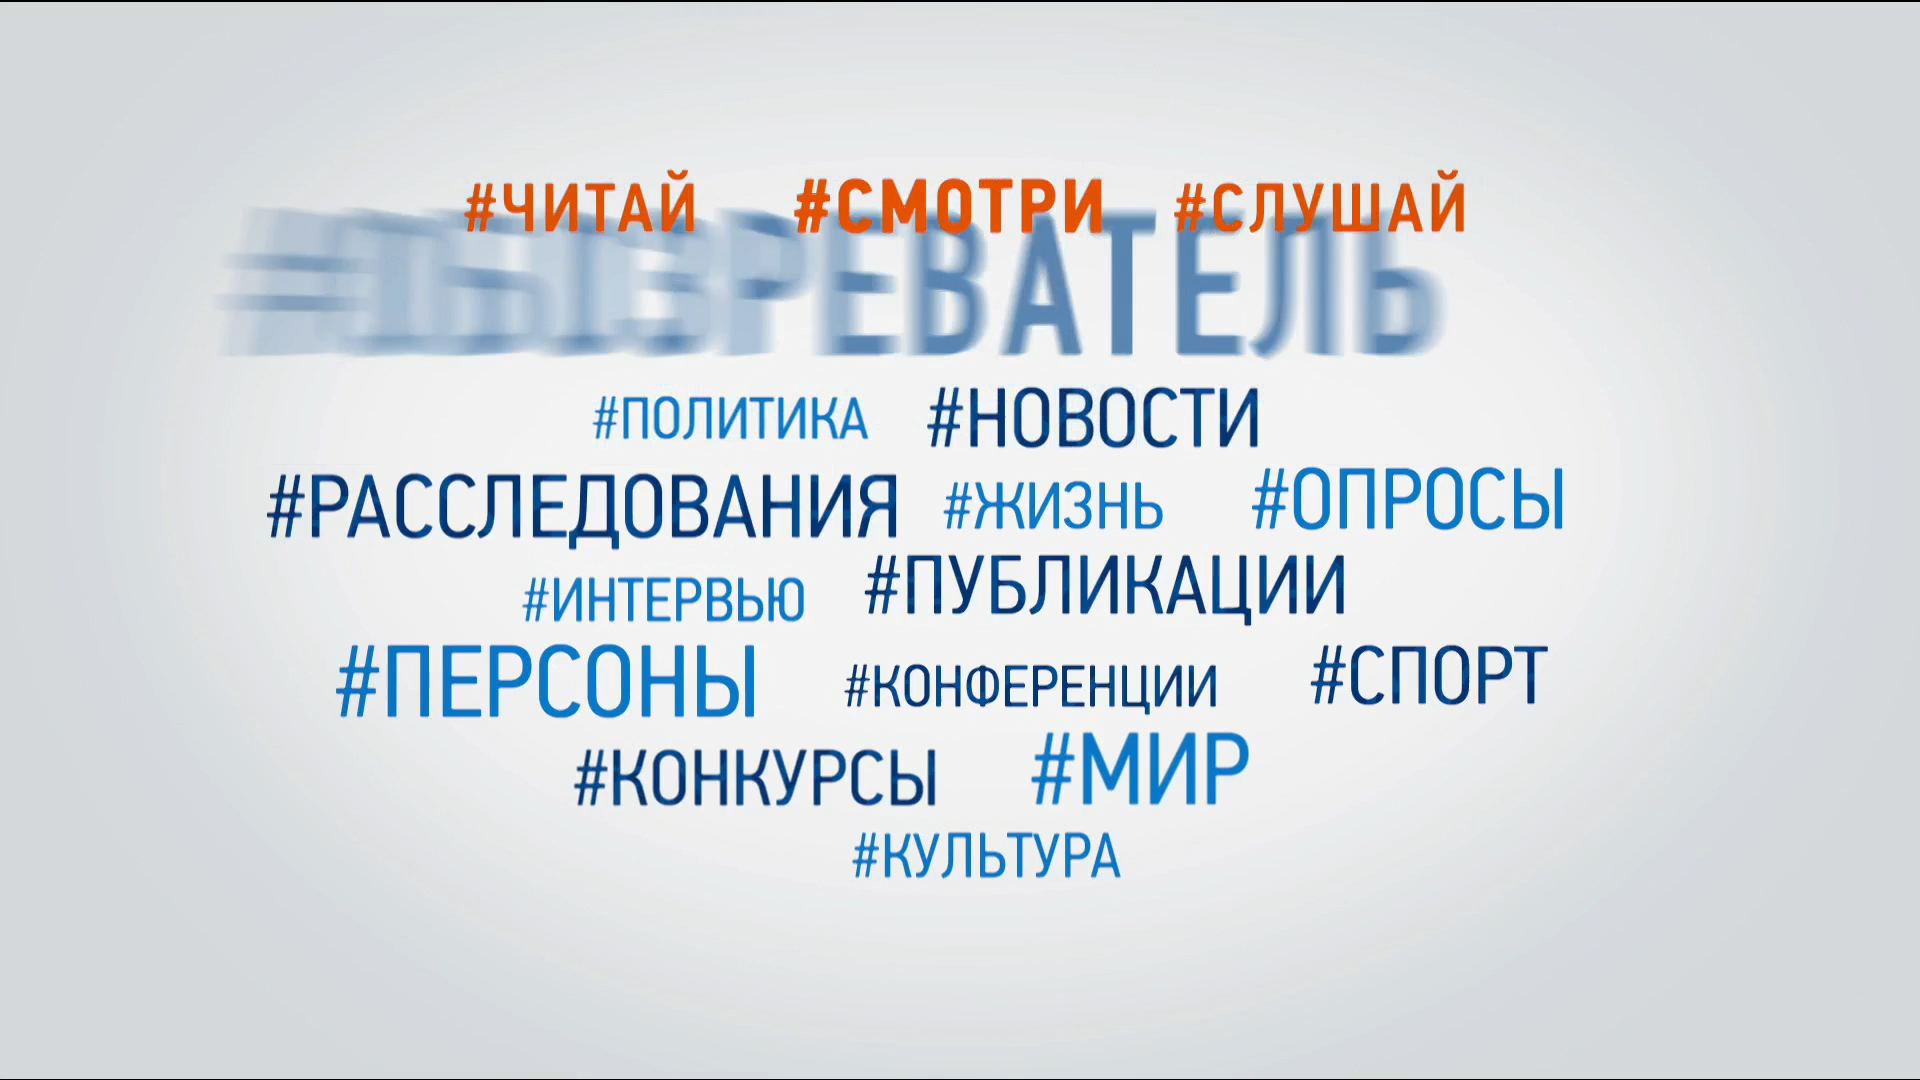 #ЧИТАЙ #СМОТРИ #СЛУШАЙ
#ПОЛИТИКА #НОВОСТИ
#РАССЛЕДОВАНИЯ #ЖИЗНЬ #ОПРОСЫ
#ИНТЕРВЬЮ #ПУБЛИКАЦИИ
#ПЕРСОНЫ #КОНФЕРЕНЦИИ #СПОРТ
#КОНКУРСЫ #МИР
#КУЛЬТУРА